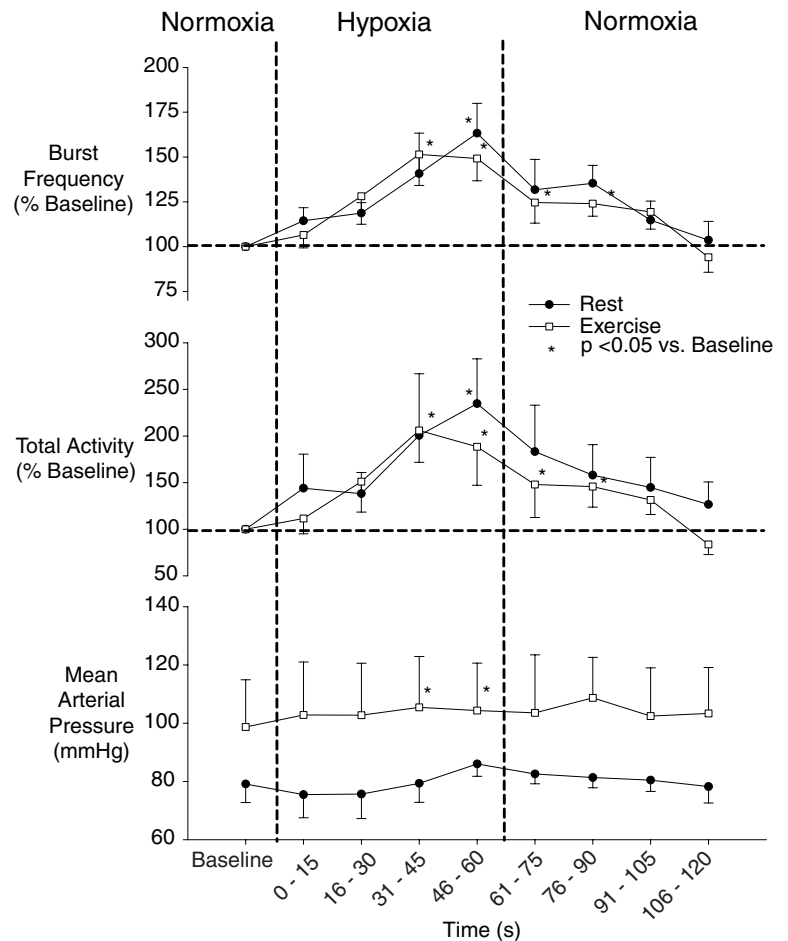 Normoxia Hypoxia Normoxia
Burst
Frequency
(% Baseline)
200
175
150
125
100
75
* * * * *
Rest
Exercise
* p <0.05 vs. Baseline
Total Activity
(% Baseline)
300
250
200
150
100
50
* * * * *
Mean
Arterial
Pressure
(mmHg)
140
120
100
80
60
* *
Baseline 0 - 15 16 - 30 31 - 45 46 - 60 61 - 75 76 - 90 91 - 105 106 - 120
Time (s)